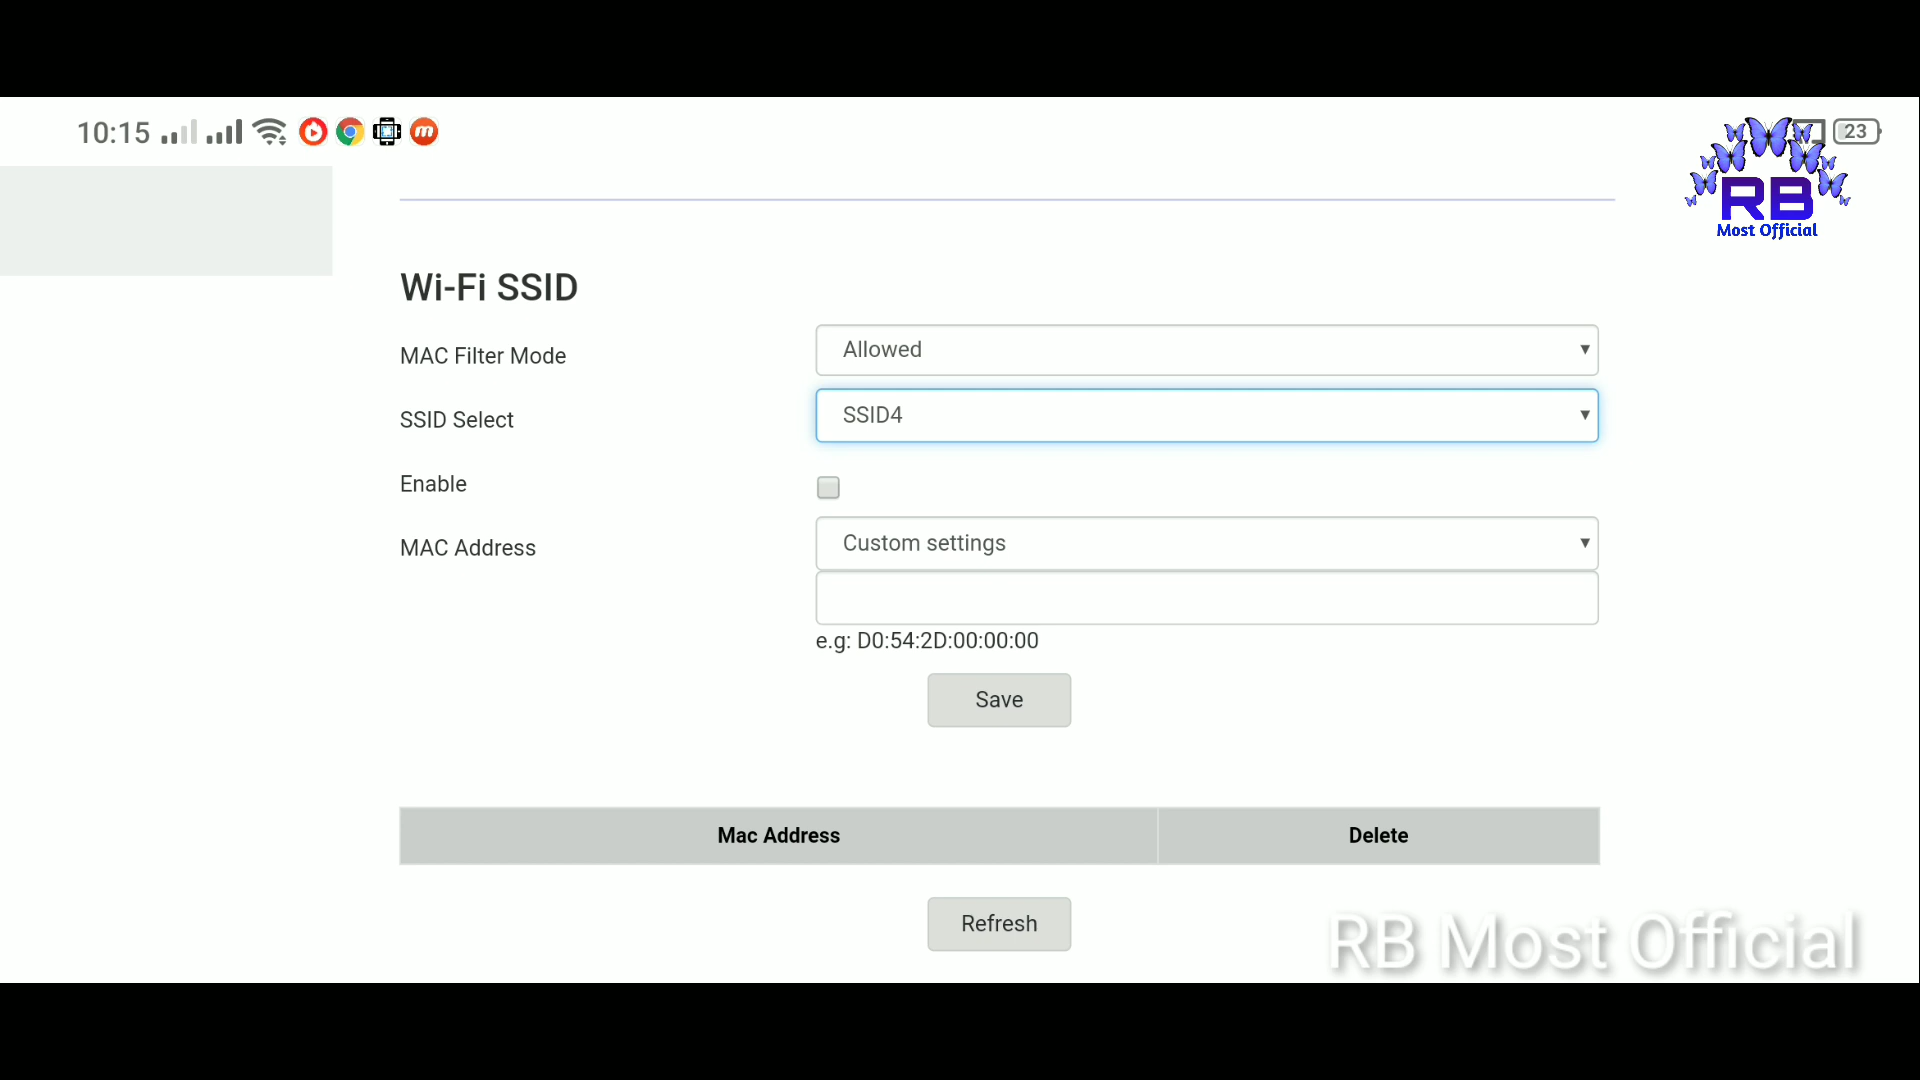 10:15
23
RB
Most Official
Wi-Fi SSID
MAC Filter Mode
Allowed
SSID Select
SSID4
Enable
MAC Address
Custom settings
e.g: D0:54:2D:00:00:00
Save
Mac Address Delete
Refresh
RB Most Official